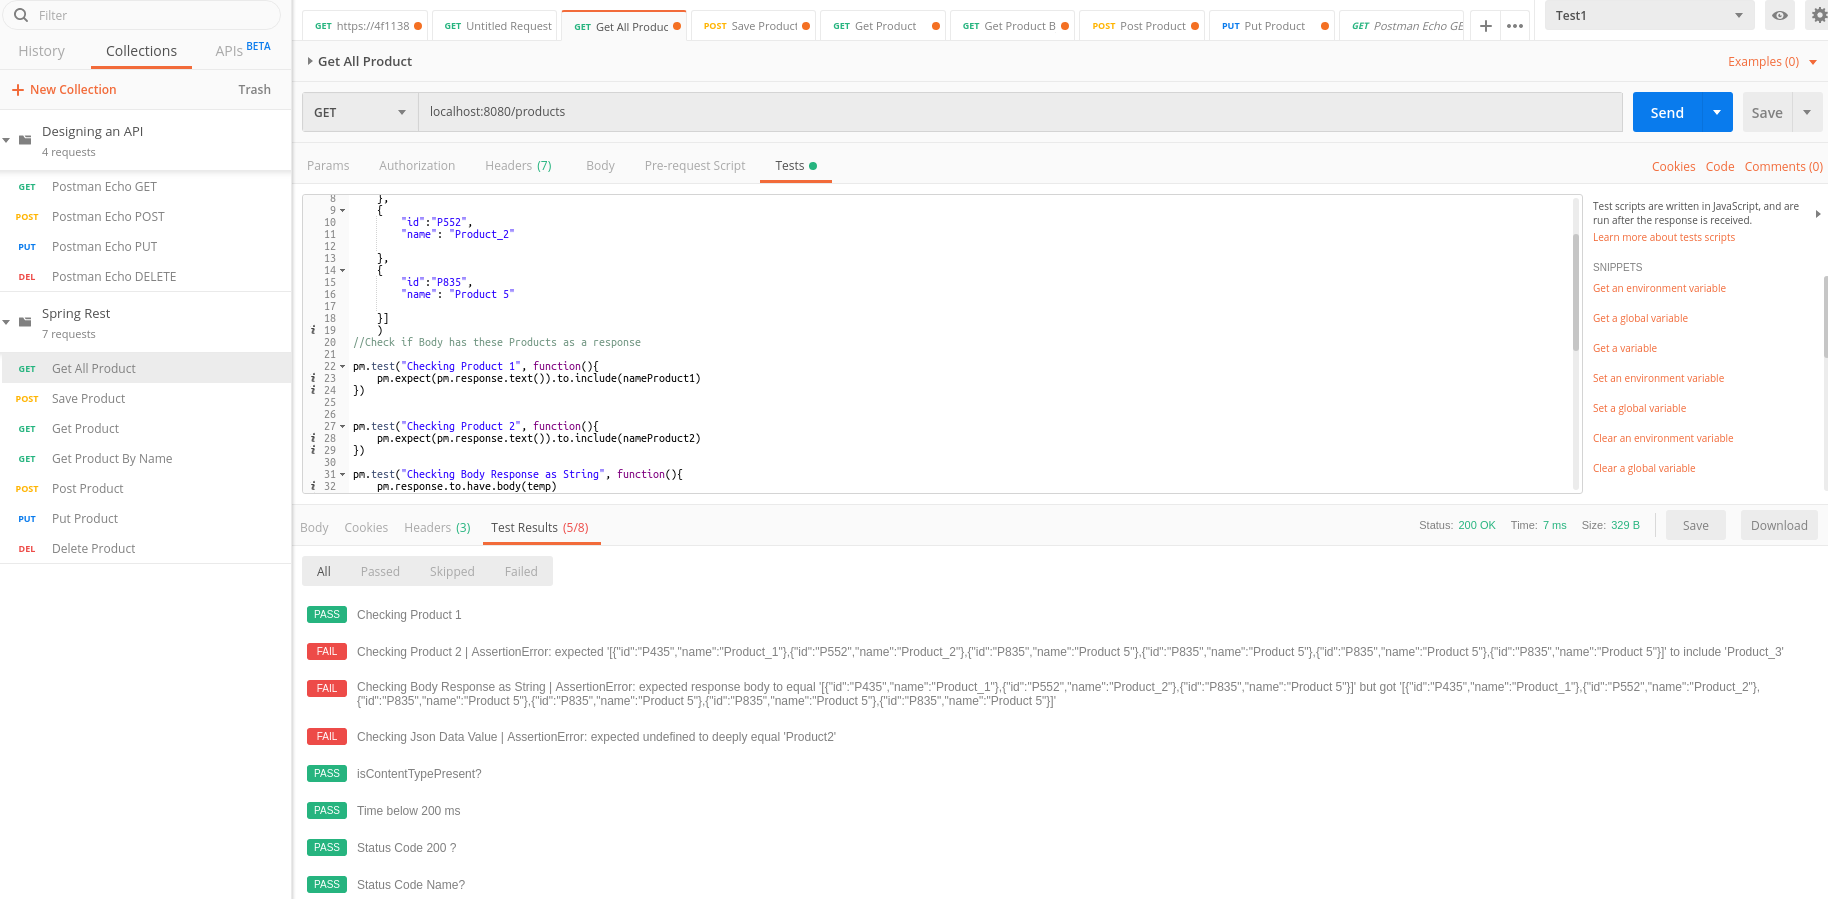 Filter
History
Collections
APIs BETA
New Collection
Trash
Designing an API
4 requests
GET Postman Echo GET
POST Postman Echo POST
PUT Postman Echo PUT
DEL Postman Echo DELETE
Spring Rest
7 requests
GET Get All Product
POST Save Product
GET Get Product
GET Get Product By Name
POST Post Product
PUT Put Product
DEL Delete Product
GET https://4f1138
GET Untitled Request
GET Get All Produc
POST Save Product
GET Get Product
GET Get Product B
POST Post Product
PUT Put Product
GET Postman Echo GE
Test1
Get All Product
Examples (0)
GET
localhost:8080/products
Send
Save
Params
Authorization
Headers (7)
Body
Pre-request Script
Tests
Cookies
Code
Comments (0)
8 },
9 {
10 "id":"P552",
11 "name": "Product_2"
12
13 },
14 {
15 "id":"P835",
16 "name": "Product 5"
17
18 }]
i 19 )
20 //Check if Body has these Products as a response
21
22 pm.test("Checking Product 1", function(){
i 23 pm.expect(pm.response.text()).to.include(nameProduct1)
i 24 })
25
26
27 pm.test("Checking Product 2", function(){
i 28 pm.expect(pm.response.text()).to.include(nameProduct2)
i 29 })
30
31 pm.test("Checking Body Response as String", function(){
i 32 pm.response.to.have.body(temp)
Test scripts are written in JavaScript, and are
run after the response is received.
Learn more about tests scripts
SNIPPETS
Get an environment variable
Get a global variable
Get a variable
Set an environment variable
Set a global variable
Clear an environment variable
Clear a global variable
Body
Cookies
Headers (3)
Test Results (5/8)
Status: 200 OK
Time: 7 ms
Size: 329 B
Save
Download
All
Passed
Skipped
Failed
PASS Checking Product 1
FAIL Checking Product 2 | AssertionError: expected '[{"id":"P435","name":"Product_1"},{"id":"P552","name":"Product_2"},{"id":"P835","name":"Product 5"},{"id":"P835","name":"Product 5"},{"id":"P835","name":"Product 5"},{"id":"P835","name":"Product 5"}]' to include 'Product_3'
FAIL Checking Body Response as String | AssertionError: expected response body to equal '[{"id":"P435","name":"Product_1"},{"id":"P552","name":"Product_2"},{"id":"P835","name":"Product 5"}]' but got '[{"id":"P435","name":"Product_1"},{"id":"P552","name":"Product_2"},
{"id":"P835","name":"Product 5"},{"id":"P835","name":"Product 5"},{"id":"P835","name":"Product 5"},{"id":"P835","name":"Product 5"}]'
FAIL Checking Json Data Value | AssertionError: expected undefined to deeply equal 'Product2'
PASS isContentTypePresent?
PASS Time below 200 ms
PASS Status Code 200 ?
PASS Status Code Name?